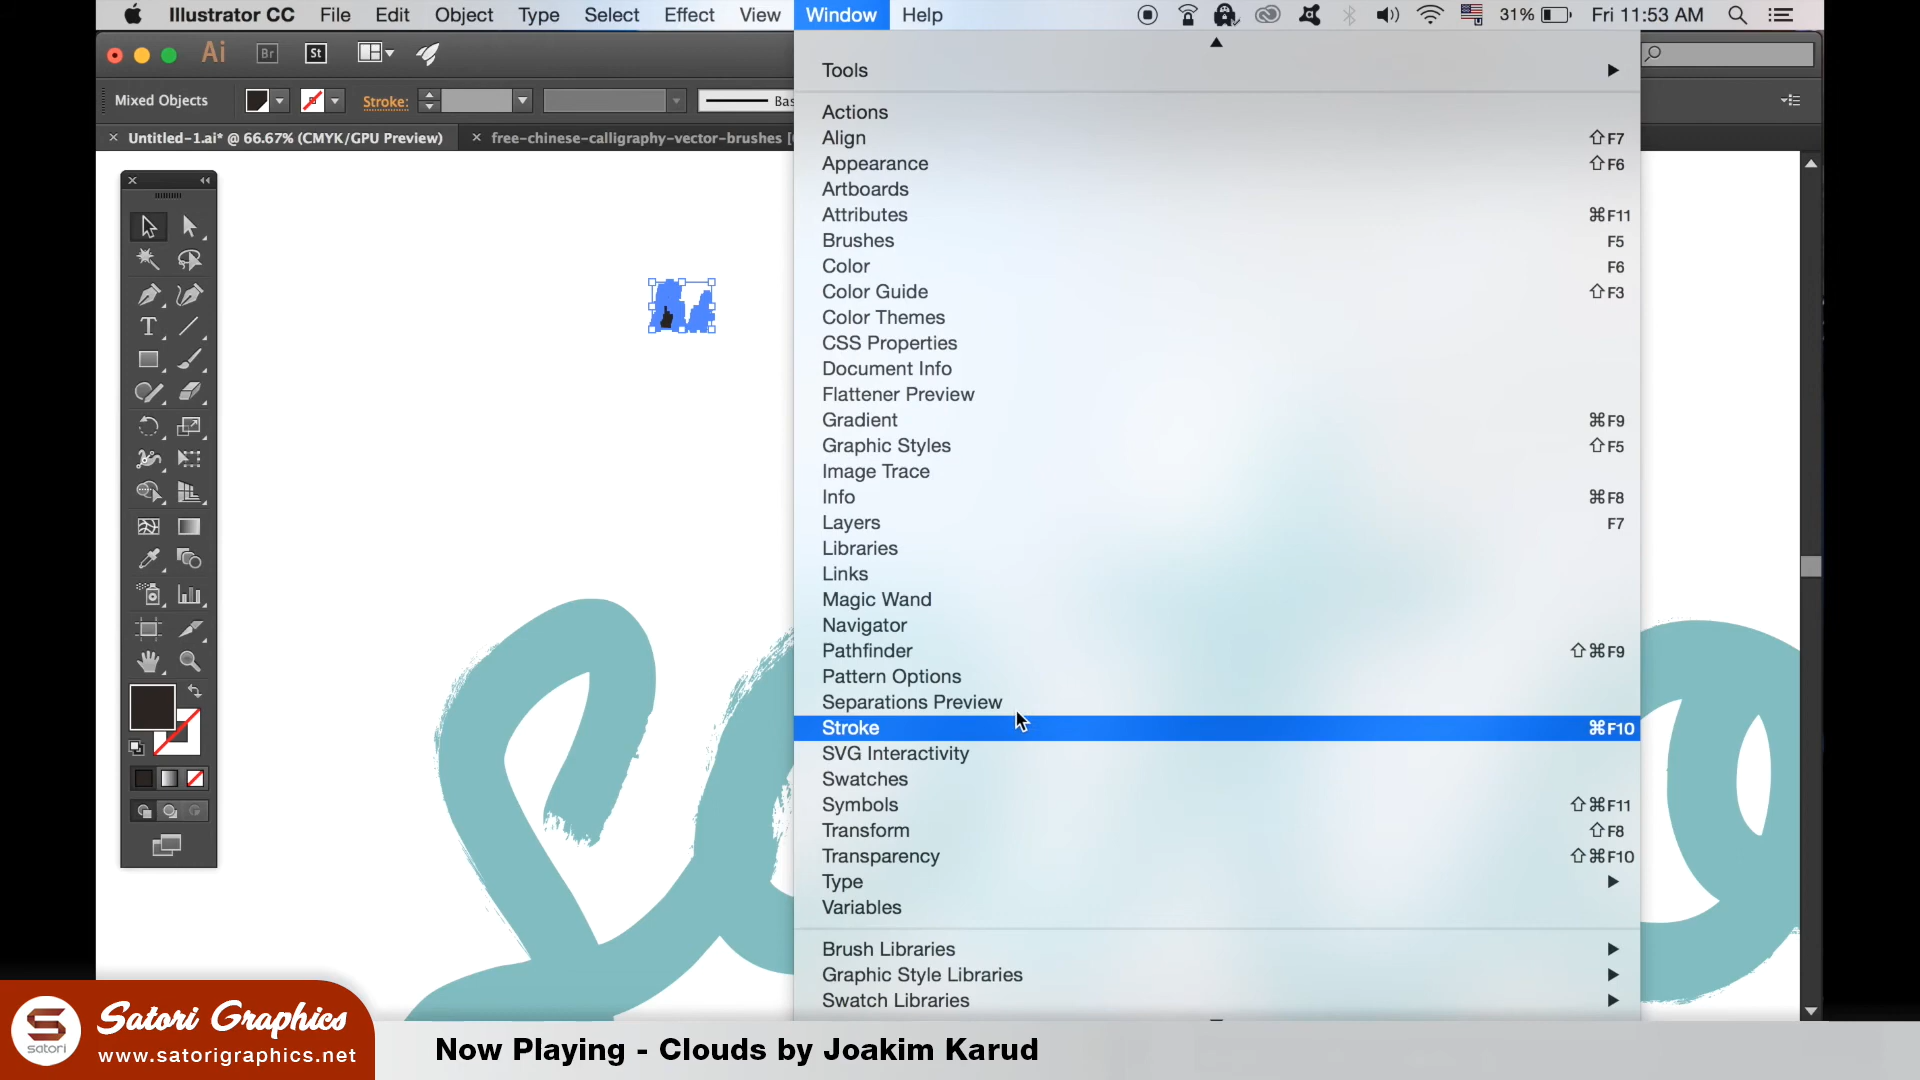 Illustrator CC File Edit Object Type Select Effect View Window Help 31% Fri 11:53 AM
Ai Br St
Mixed Objects Stroke: Bas
× Untitled-1.ai* @ 66.67% (CMYK/GPU Preview) × free-chinese-calligraphy-vector-brushes [
Tools
Actions
Align ⇧F7
Appearance ⇧F6
Artboards
Attributes ⌘F11
Brushes F5
Color F6
Color Guide ⇧F3
Color Themes
CSS Properties
Document Info
Flattener Preview
Gradient ⌘F9
Graphic Styles ⇧F5
Image Trace
Info ⌘F8
Layers F7
Libraries
Links
Magic Wand
Navigator
Pathfinder ⇧⌘F9
Pattern Options
Separations Preview
Stroke ⌘F10
SVG Interactivity
Swatches
Symbols ⇧⌘F11
Transform ⇧F8
Transparency ⇧⌘F10
Type
Variables
Brush Libraries
Graphic Style Libraries
Swatch Libraries
satori
Satori Graphics
www.satorigraphics.net
Now Playing - Clouds by Joakim Karud